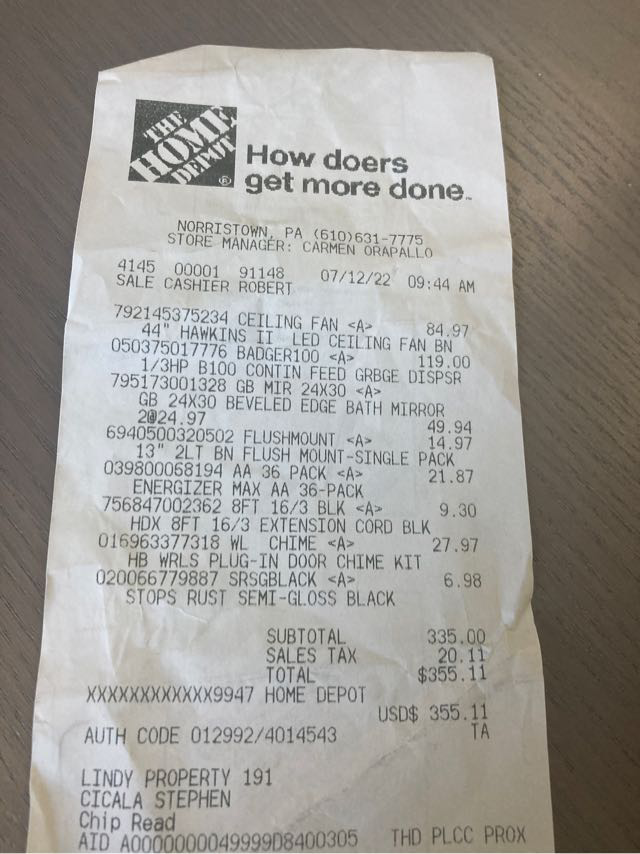 THE
HOME
DEPOT
®
How doers
get more done™
NORRISTOWN, PA (610)631-7775
STORE MANAGER: CARMEN ORAPALLO
4145 00001 91148 07/12/22 09:44 AM
SALE CASHIER ROBERT
792145375234 CEILING FAN <A> 84.97
44" HAWKINS II LED CEILING FAN BN
050375017776 BADGER100 <A> 119.00
1/3HP B100 CONTIN FEED GRBGE DISPSR
795173001328 GB MIR 24X30 <A>
GB 24X30 BEVELED EDGE BATH MIRROR
2@24.97 49.94
6940500320502 FLUSHMOUNT <A> 14.97
13" 2LT BN FLUSH MOUNT-SINGLE PACK
039800068194 AA 36 PACK <A> 21.87
ENERGIZER MAX AA 36-PACK
756847002362 8FT 16/3 BLK <A> 9.30
HDX 8FT 16/3 EXTENSION CORD BLK
016963377318 WL CHIME <A> 27.97
HB WRLS PLUG-IN DOOR CHIME KIT
020066779887 SRSGBLACK <A> 6.98
STOPS RUST SEMI-GLOSS BLACK
SUBTOTAL 335.00
SALES TAX 20.11
TOTAL $355.11
XXXXXXXXXXXX9947 HOME DEPOT
USD$ 355.11
AUTH CODE 012992/4014543 TA
LINDY PROPERTY 191
CICALA STEPHEN
Chip Read
AID A0000000049999D8400305 THD PLCC PROX